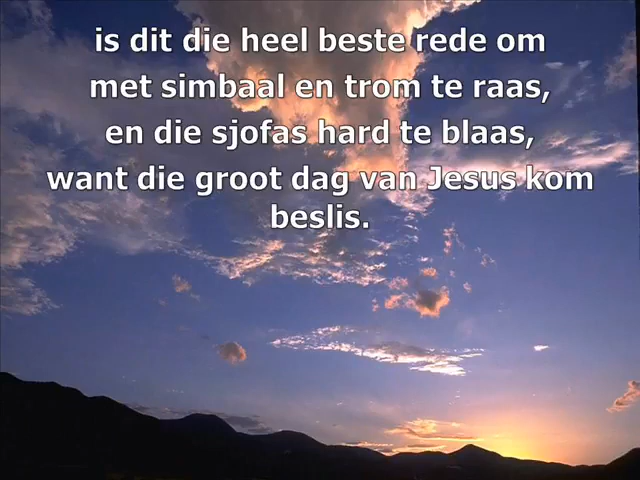 is dit die heel beste rede om
met simbaal en trom te raas,
en die sjofas hard te blaas,
want die groot dag van Jesus kom
beslis.